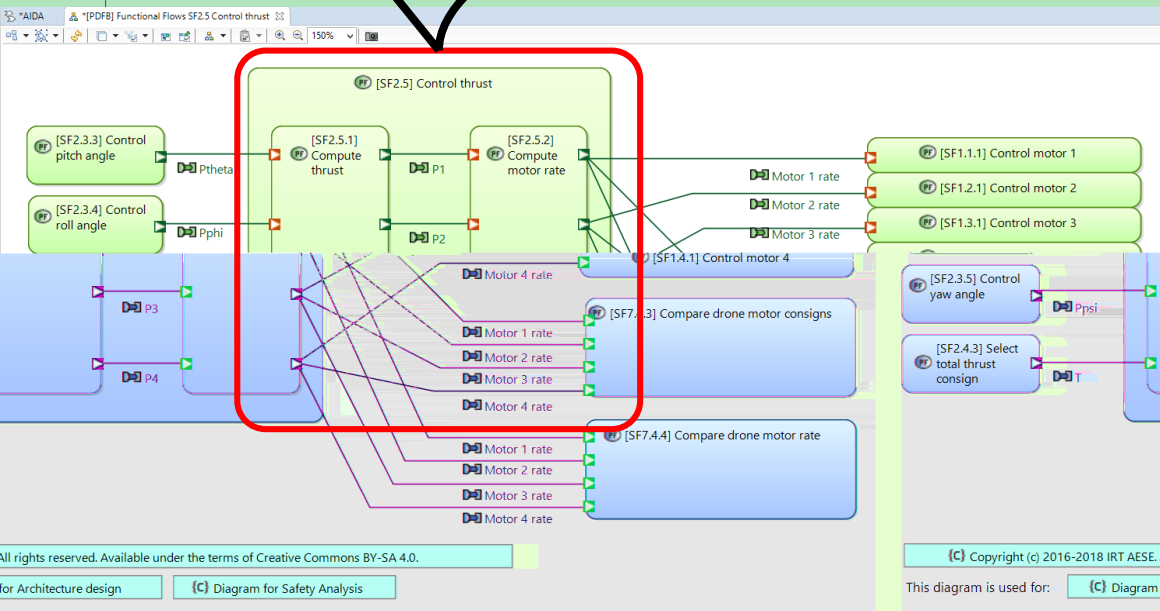 *AIDA
*[PDFB] Functional Flows SF2.5 Control thrust
150%
[SF2.5] Control thrust
[SF2.3.3] Control
pitch angle
Ptheta
[SF2.5.1]
Compute
thrust
P1
[SF2.5.2]
Compute
motor rate
Motor 1 rate
[SF1.1.1] Control motor 1
[SF2.3.4] Control
roll angle
Pphi
P2
Motor 2 rate
[SF1.2.1] Control motor 2
Motor 3 rate
[SF1.3.1] Control motor 3
Motor 4 rate
[SF1.4.1] Control motor 4
P3
P4
Motor 1 rate
Motor 2 rate
Motor 3 rate
Motor 4 rate
Compare drone motor consigns
[SF2.3.5] Control
yaw angle
Ppsi
[SF2.4.3] Select
total thrust
consign
T
Motor 1 rate
Motor 2 rate
Motor 3 rate
Motor 4 rate
[SF7.4.4] Compare drone motor rate
All rights reserved. Available under the terms of Creative Commons BY-SA 4.0.
{C} Copyright (c) 2016-2018 IRT AESE.
for Architecture design
{C} Diagram for Safety Analysis
This diagram is used for:
{C} Diagram